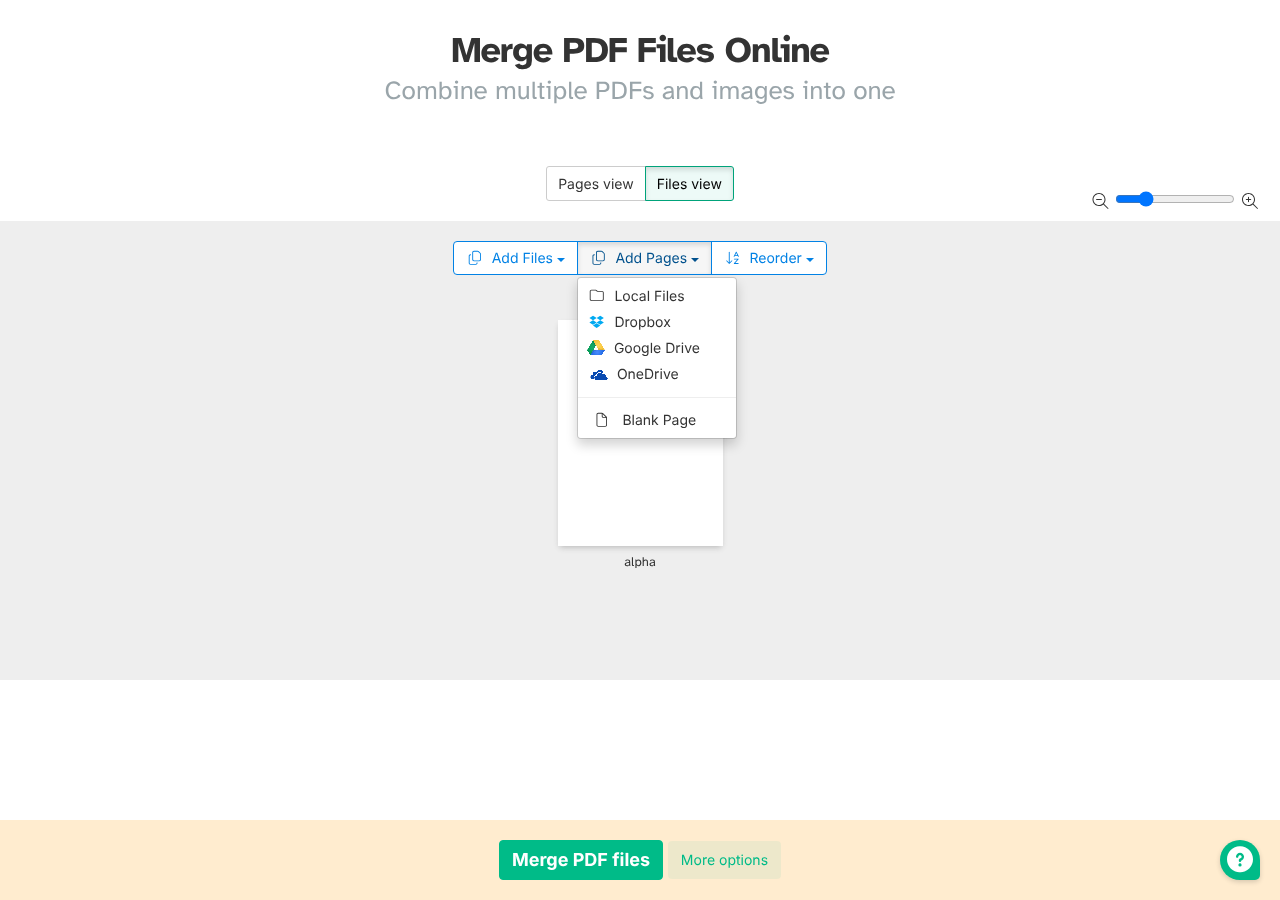 Merge PDF Files Online
Combine multiple PDFs and images into one
Pages view
Files view
Add Files
Add Pages
Reorder
Local Files
Dropbox
Google Drive
OneDrive
Blank Page
alpha
Merge PDF files
More options